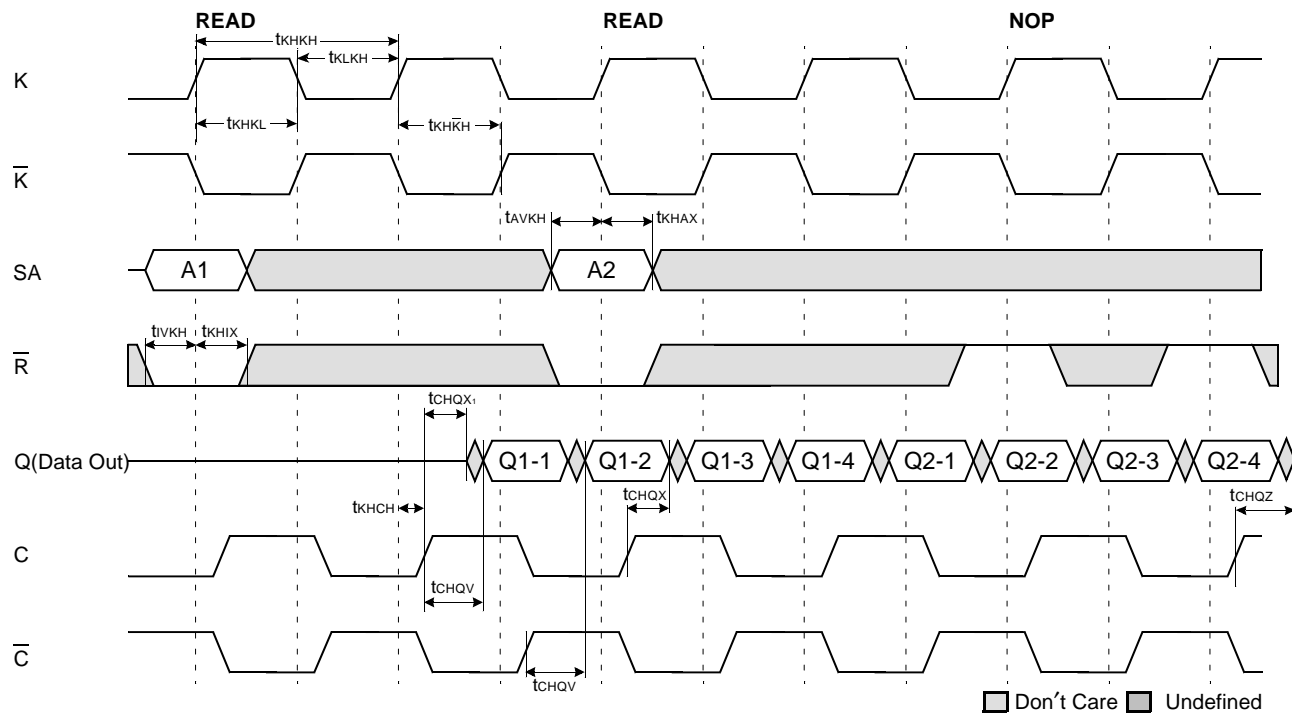 READ READ NOP
tKHKH
tKLKH
K
tKHKL tKHK̅H
K̅
tAVKH tKHAX
SA A1 A2
tIVKH tKHIX
R̅
tCHQX1
Q(Data Out) Q1-1 Q1-2 Q1-3 Q1-4 Q2-1 Q2-2 Q2-3 Q2-4
tKHCH tCHQX tCHQZ
C
tCHQV
C̅
tCHQV
Don′t Care Undefined